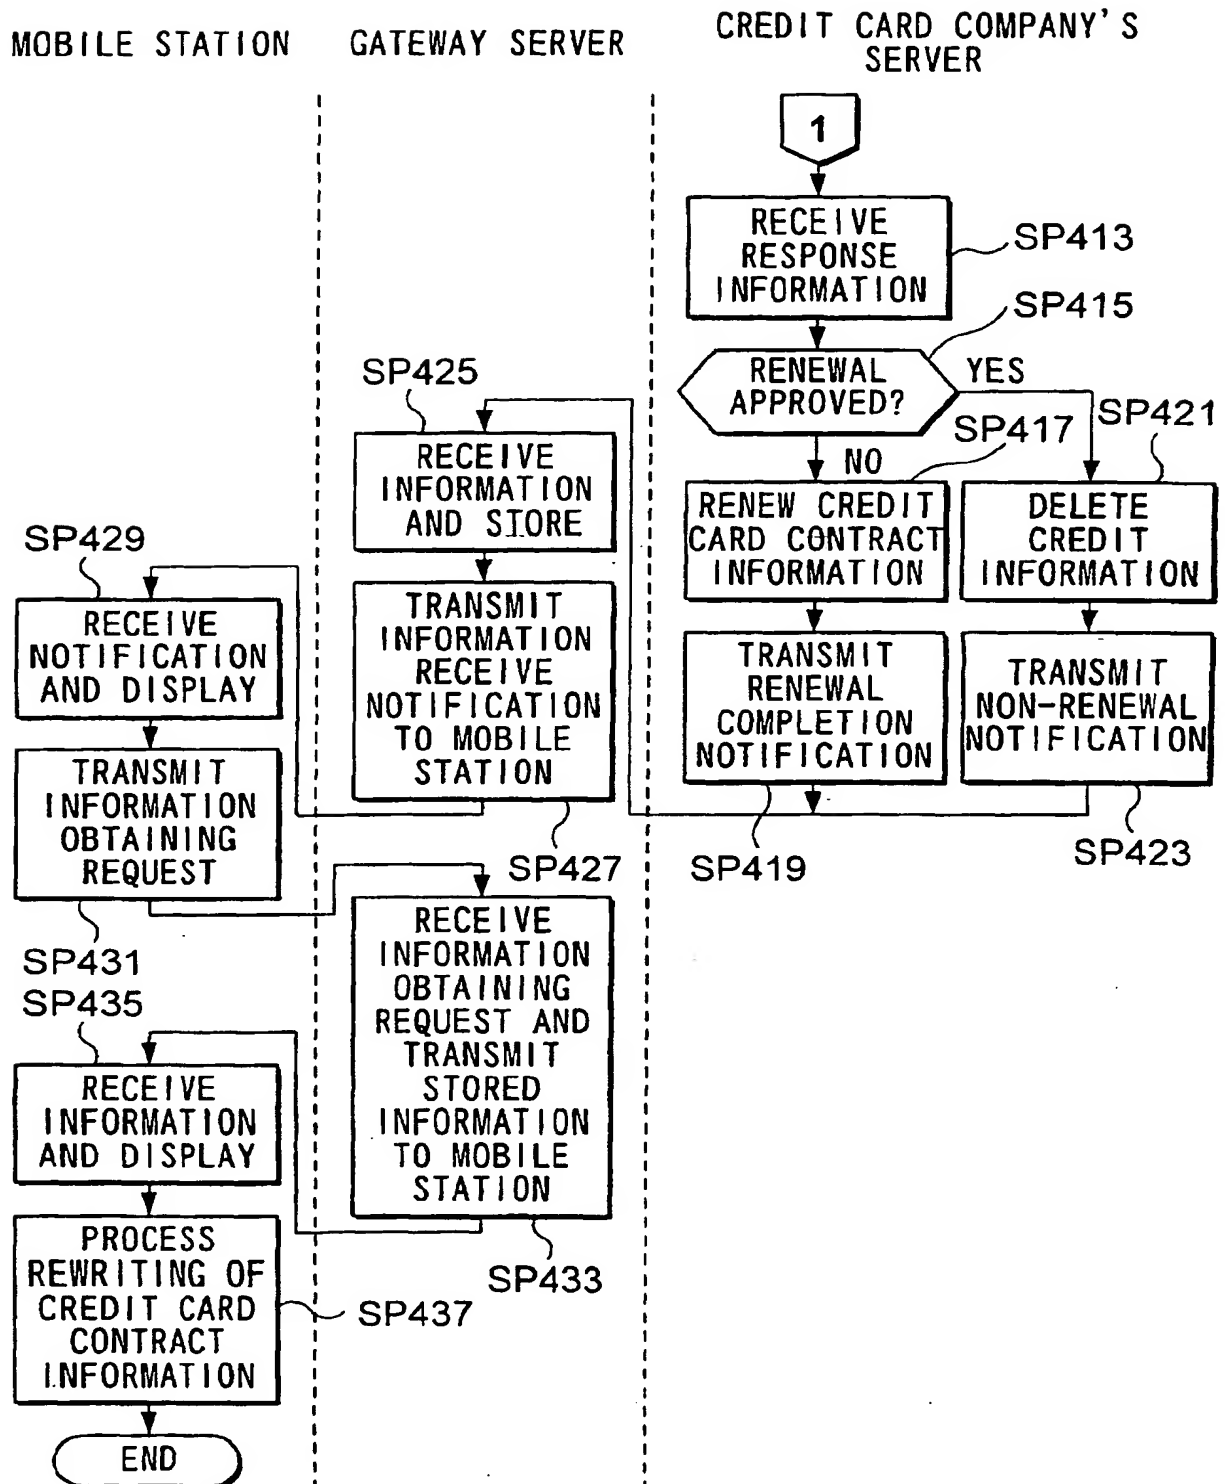 MOBILE STATION
GATEWAY SERVER
CREDIT CARD COMPANY'S
SERVER
1
RECEIVE
RESPONSE
INFORMATION
SP413
SP415
RENEWAL
APPROVED?
YES
NO
SP417
SP421
RENEW CREDIT
CARD CONTRACT
INFORMATION
DELETE
CREDIT
INFORMATION
TRANSMIT
RENEWAL
COMPLETION
NOTIFICATION
TRANSMIT
NON-RENEWAL
NOTIFICATION
SP419
SP423
SP425
RECEIVE
INFORMATION
AND STORE
TRANSMIT
INFORMATION
RECEIVE
NOTIFICATION
TO MOBILE
STATION
SP427
SP429
RECEIVE
NOTIFICATION
AND DISPLAY
TRANSMIT
INFORMATION
OBTAINING
REQUEST
SP431
RECEIVE
INFORMATION
OBTAINING
REQUEST AND
TRANSMIT
STORED
INFORMATION
TO MOBILE
STATION
SP433
SP435
RECEIVE
INFORMATION
AND DISPLAY
PROCESS
REWRITING OF
CREDIT CARD
CONTRACT
INFORMATION
SP437
END